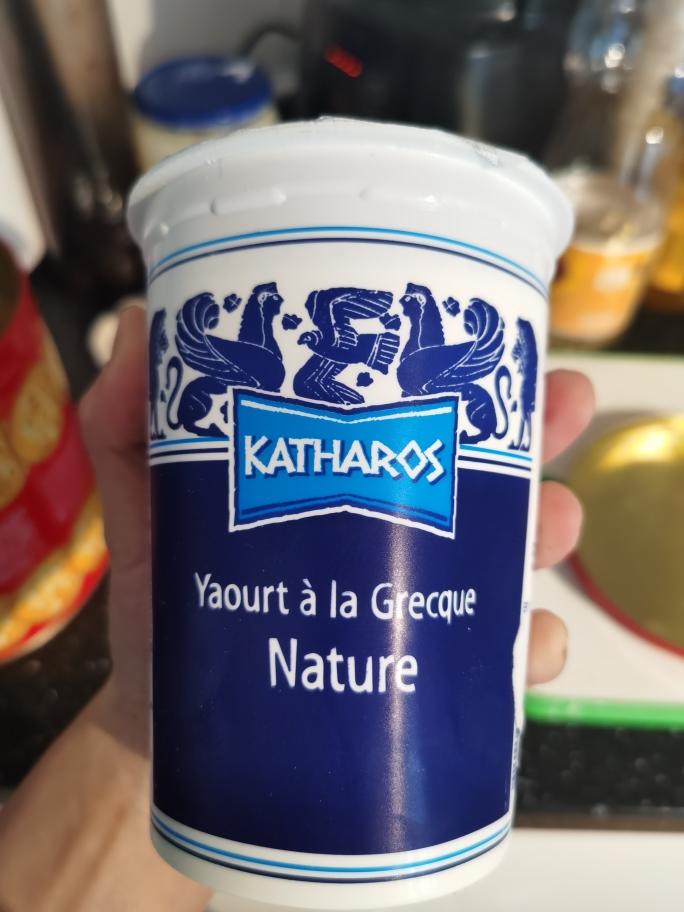 KATHAROS
Yaourt à la Grecque
Nature